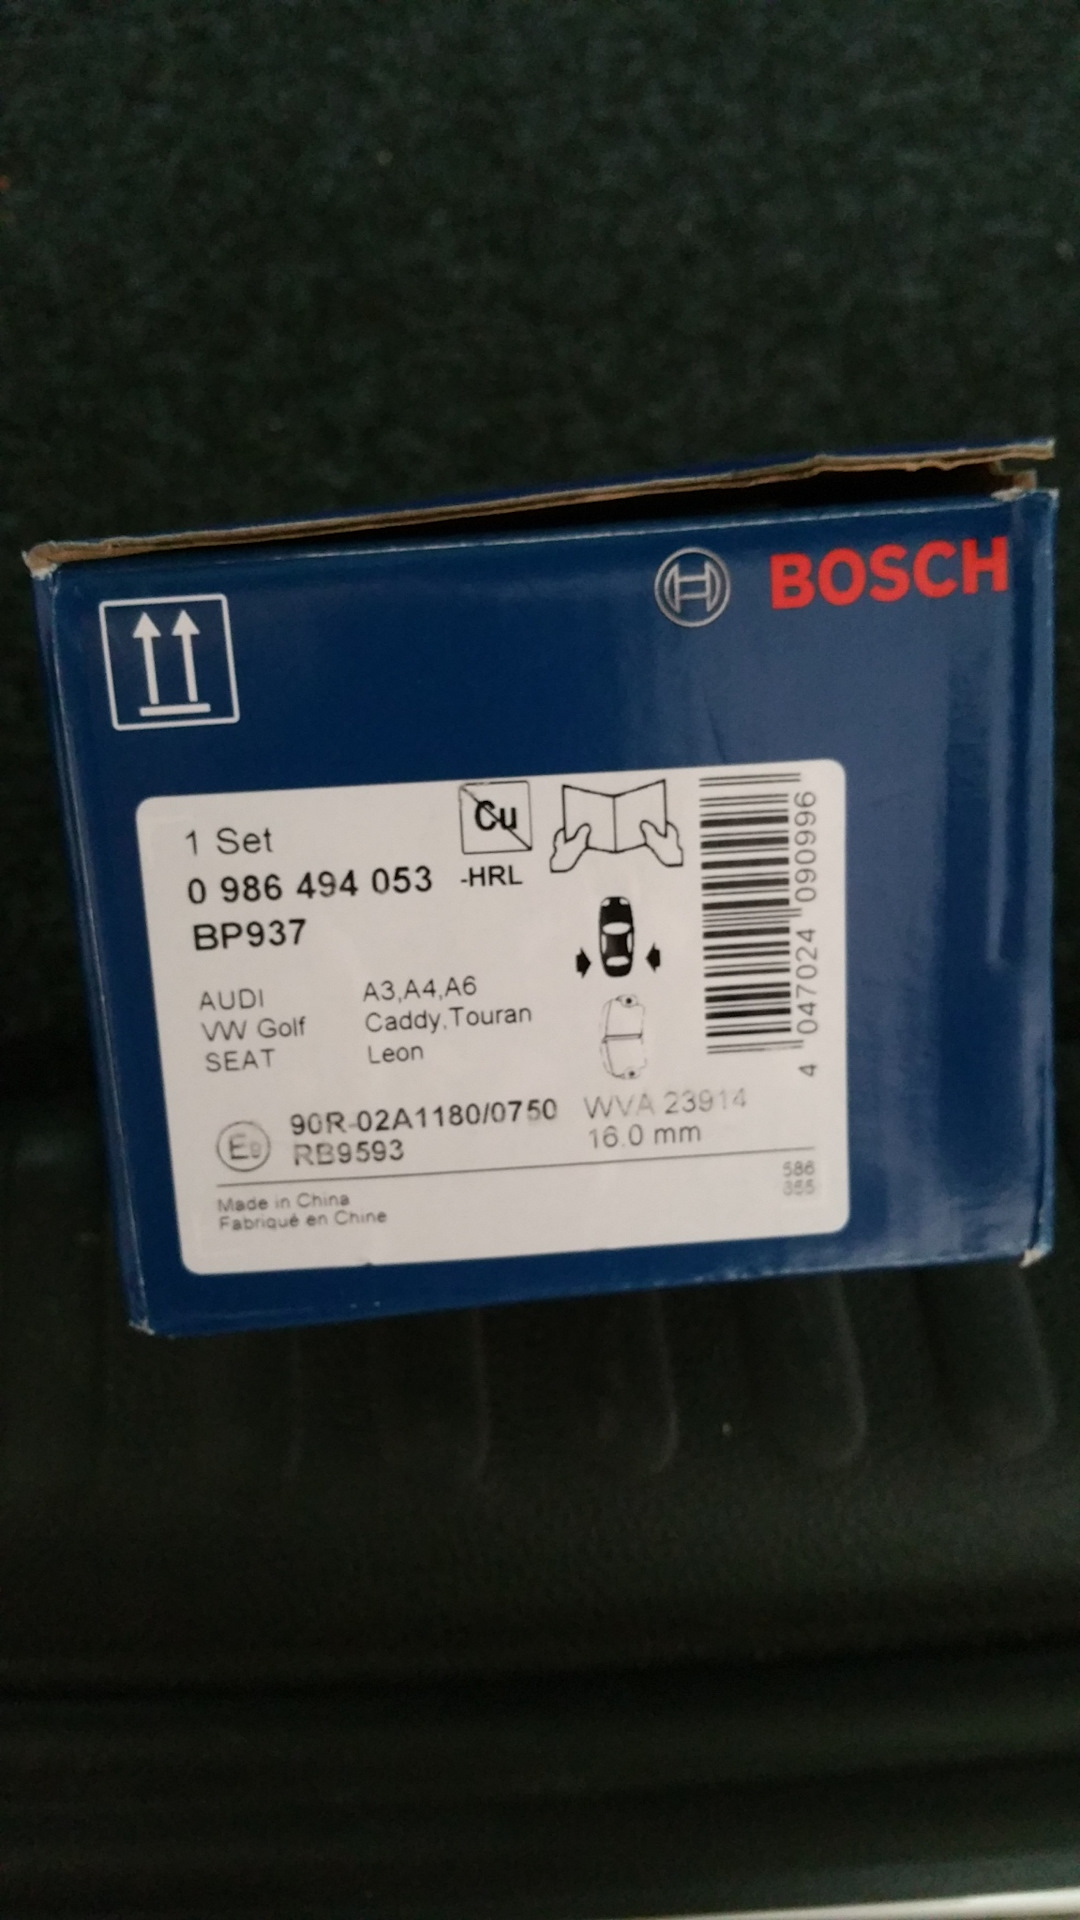 BOSCH
Cu
1 Set
0 986 494 053 -HRL
BP937
AUDI A3,A4,A6
VW Golf Caddy,Touran
SEAT Leon
E9 90R-02A1180/0750 WVA 23914
RB9593 16.0 mm
586
355
Made in China
Fabriqué en Chine
4 047024 090996